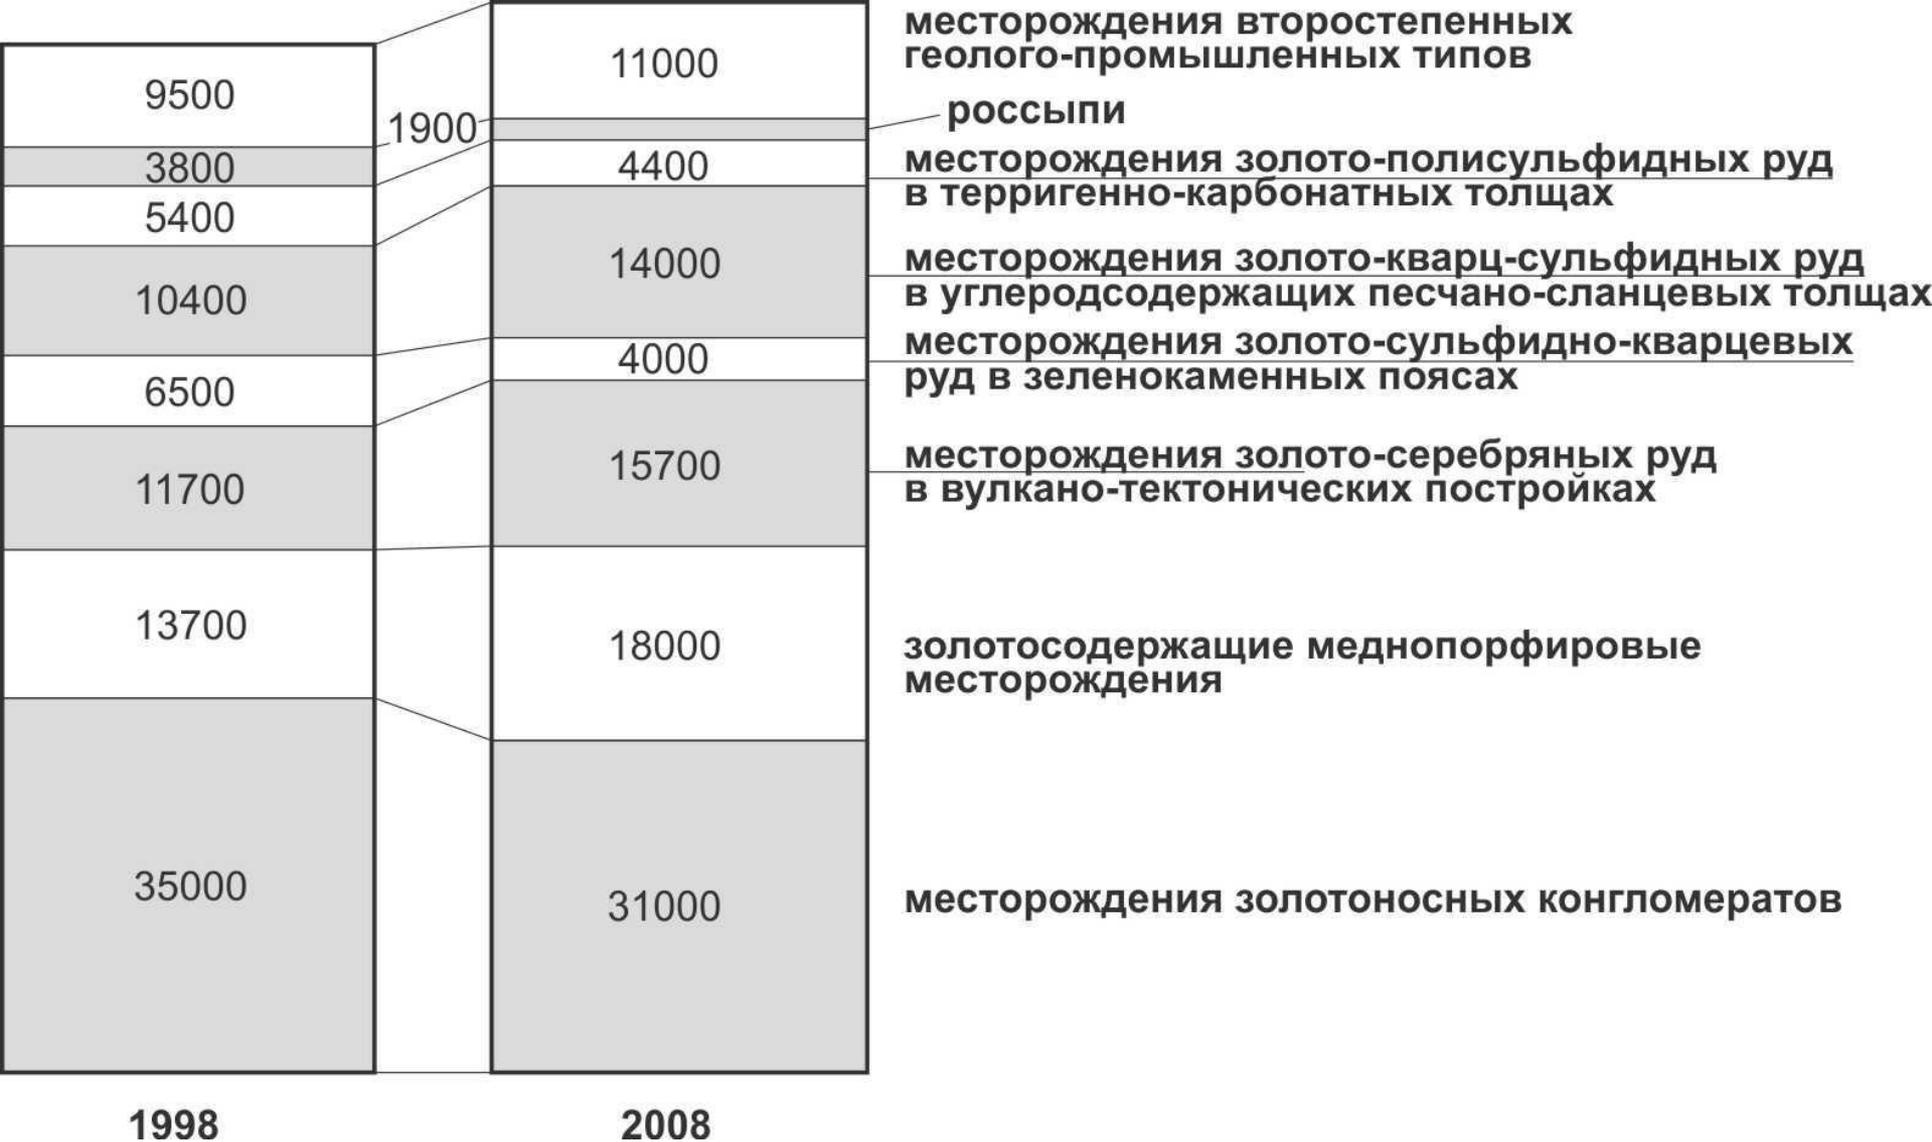 9500
3800
5400
10400
6500
11700
13700
35000
1998
1900
11000
4400
14000
4000
15700
18000
31000
2008
месторождения второстепенных
геолого-промышленных типов
россыпи
месторождения золото-полисульфидных руд
в терригенно-карбонатных толщах
месторождения золото-кварц-сульфидных руд
в углеродсодержащих песчано-сланцевых толщах
месторождения золото-сульфидно-кварцевых
руд в зеленокаменных поясах
месторождения золото-серебряных руд
в вулкано-тектонических постройках
золотосодержащие меднопорфировые
месторождения
месторождения золотоносных конгломератов